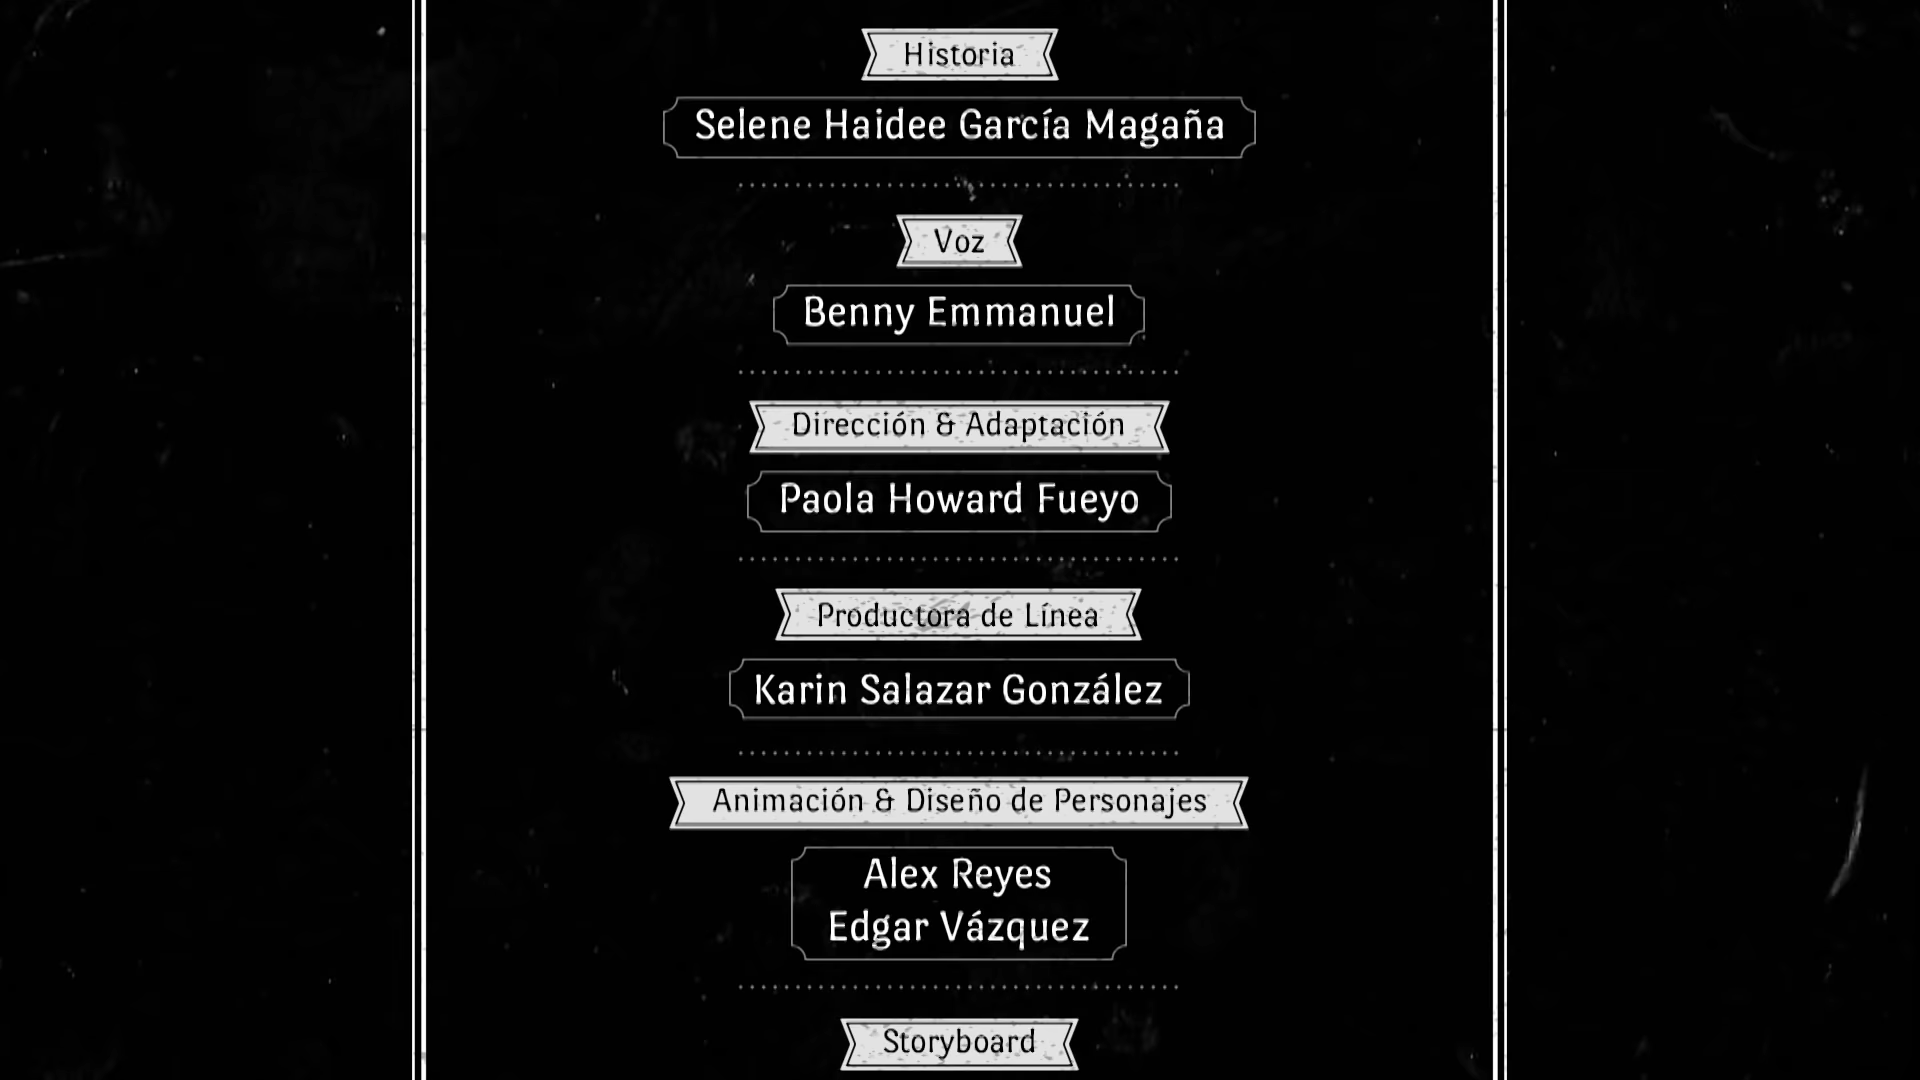 Historia
Selene Haidee García Magaña
Voz
Benny Emmanuel
Dirección & Adaptación
Paola Howard Fueyo
Productora de Línea
Karin Salazar González
Animación & Diseño de Personajes
Alex Reyes
Edgar Vázquez
Storyboard